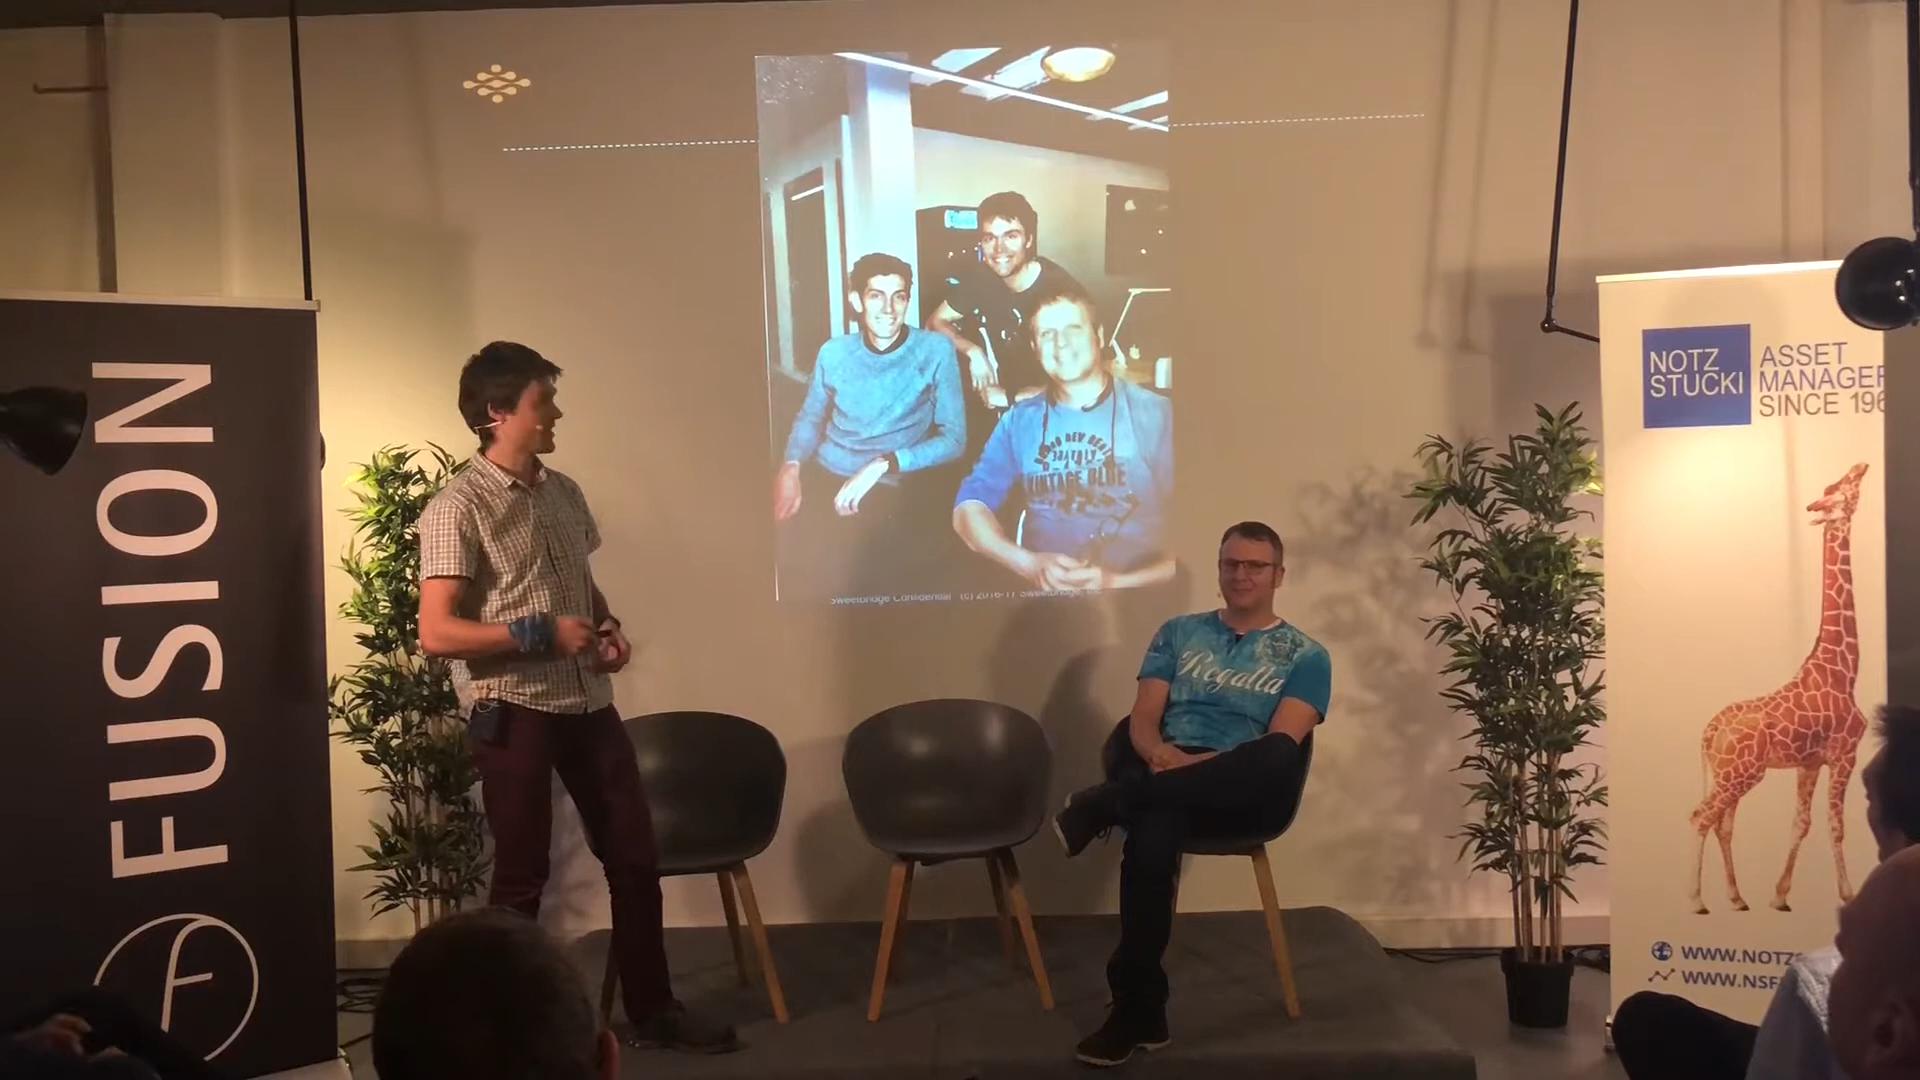 FUSION
F
VINTAGE BLUE
Sweetbridge Confidential (c) 2016-17 Sweetbridge, Inc.
Regatta
NOTZ
STUCKI
ASSET
MANAGER
SINCE 196
WWW.NOTZ
WWW.NSF